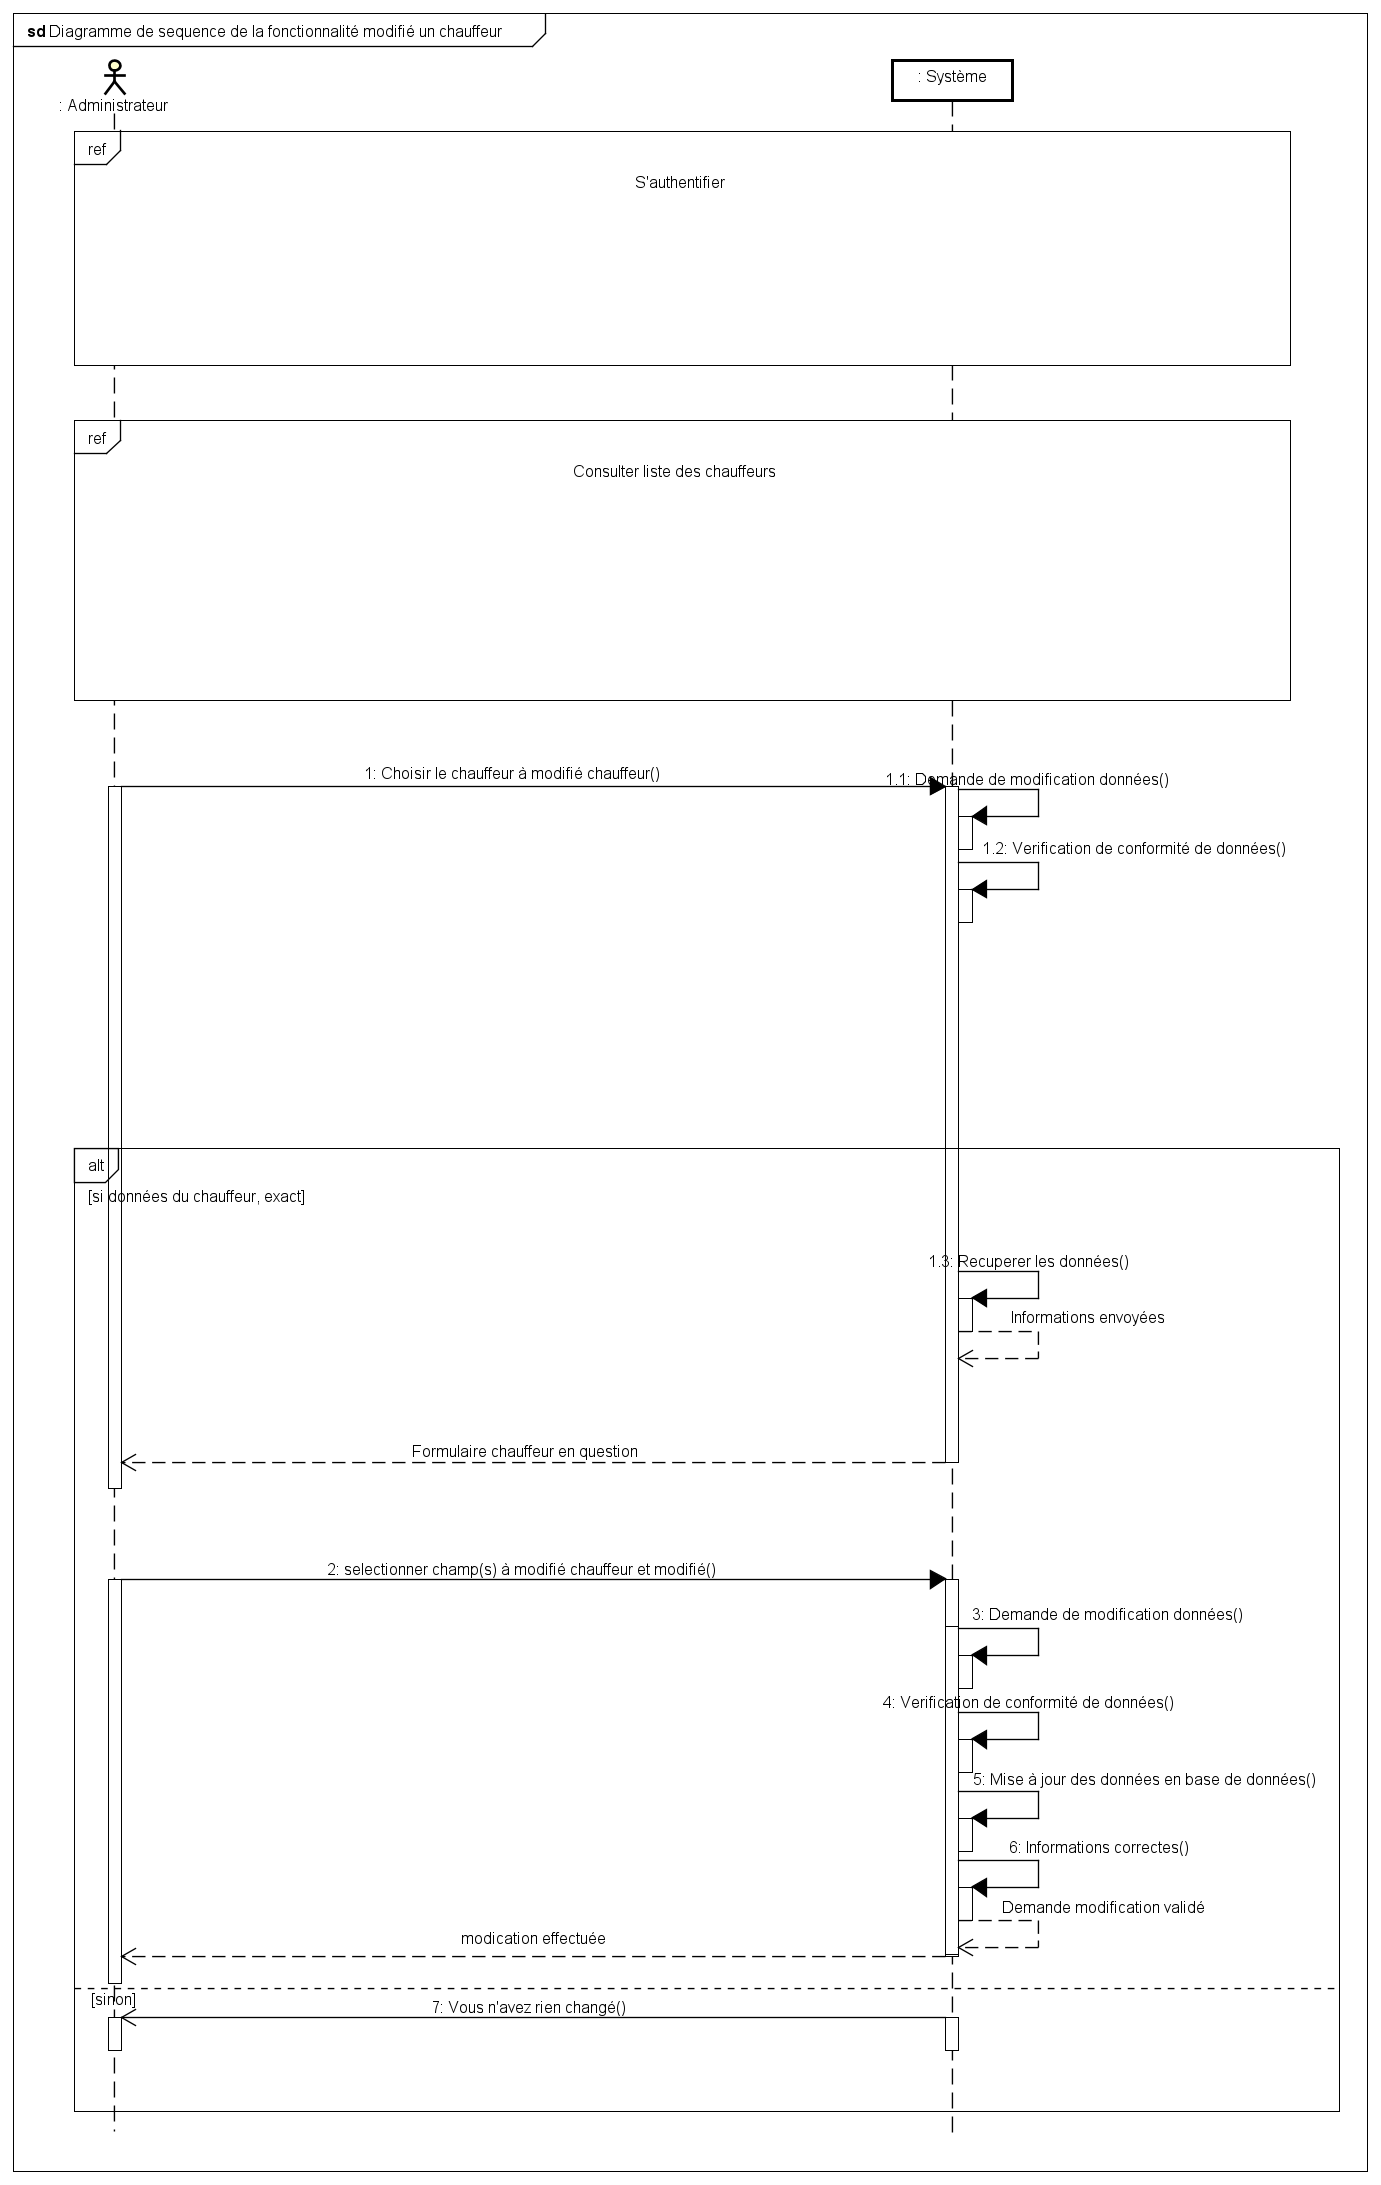 sd Diagramme de sequence de la fonctionnalité modifié un chauffeur
: Administrateur
: Système
ref
S'authentifier
ref
Consulter liste des chauffeurs
1: Choisir le chauffeur à modifié chauffeur()
1.1: Demande de modification données()
1.2: Verification de conformité de données()
alt
[si données du chauffeur, exact]
1.3: Recuperer les données()
Informations envoyées
Formulaire chauffeur en question
2: selectionner champ(s) à modifié chauffeur et modifié()
3: Demande de modification données()
4: Verification de conformité de données()
5: Mise à jour des données en base de données()
6: Informations correctes()
Demande modification validé
modication effectuée
[sinon]
7: Vous n'avez rien changé()